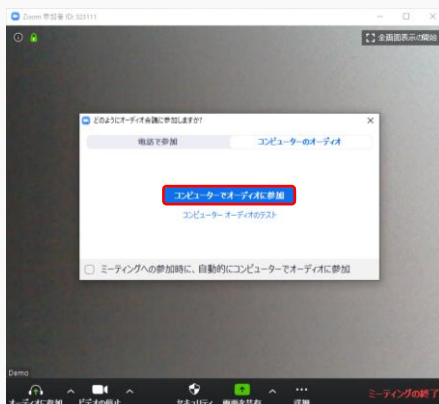 Zoom 参加者 ID: 323111
全画面表示の開始
どのようにオーディオ会議に参加しますか?
電話で参加
コンピューターのオーディオ
コンピューターでオーディオに参加
コンピューター オーディオのテスト
ミーティングへの参加時に、自動的にコンピューターでオーディオに参加
Demo
オーディオに参加 ビデオの停止 セキュリティ 画面を共有 詳細 ミーティングの終了